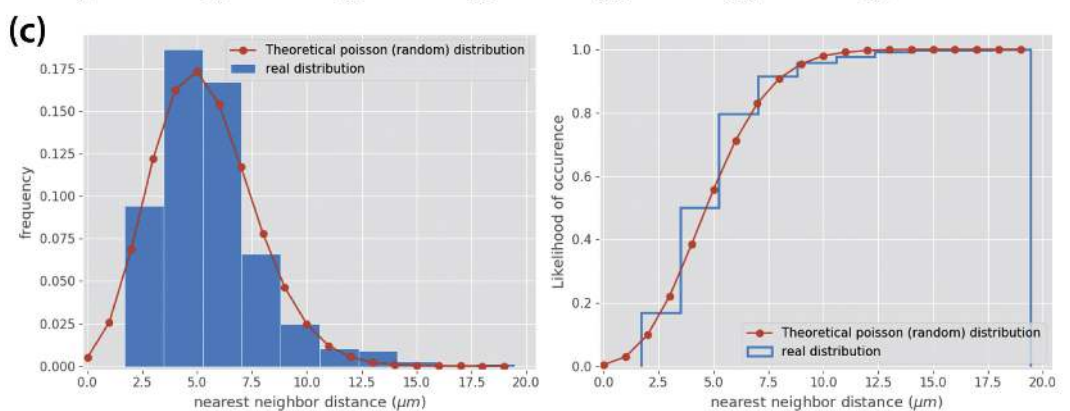 (c)
Theoretical poisson (random) distribution
real distribution
0.175
0.150
0.125
0.100
0.075
0.050
0.025
0.000
frequency
0.0 2.5 5.0 7.5 10.0 12.5 15.0 17.5 20.0
nearest neighbor distance (μm)
1.0
0.8
0.6
0.4
0.2
0.0
Likelihood of occurence
Theoretical poisson (random) distribution
real distribution
0.0 2.5 5.0 7.5 10.0 12.5 15.0 17.5 20.0
nearest neighbor distance (μm)